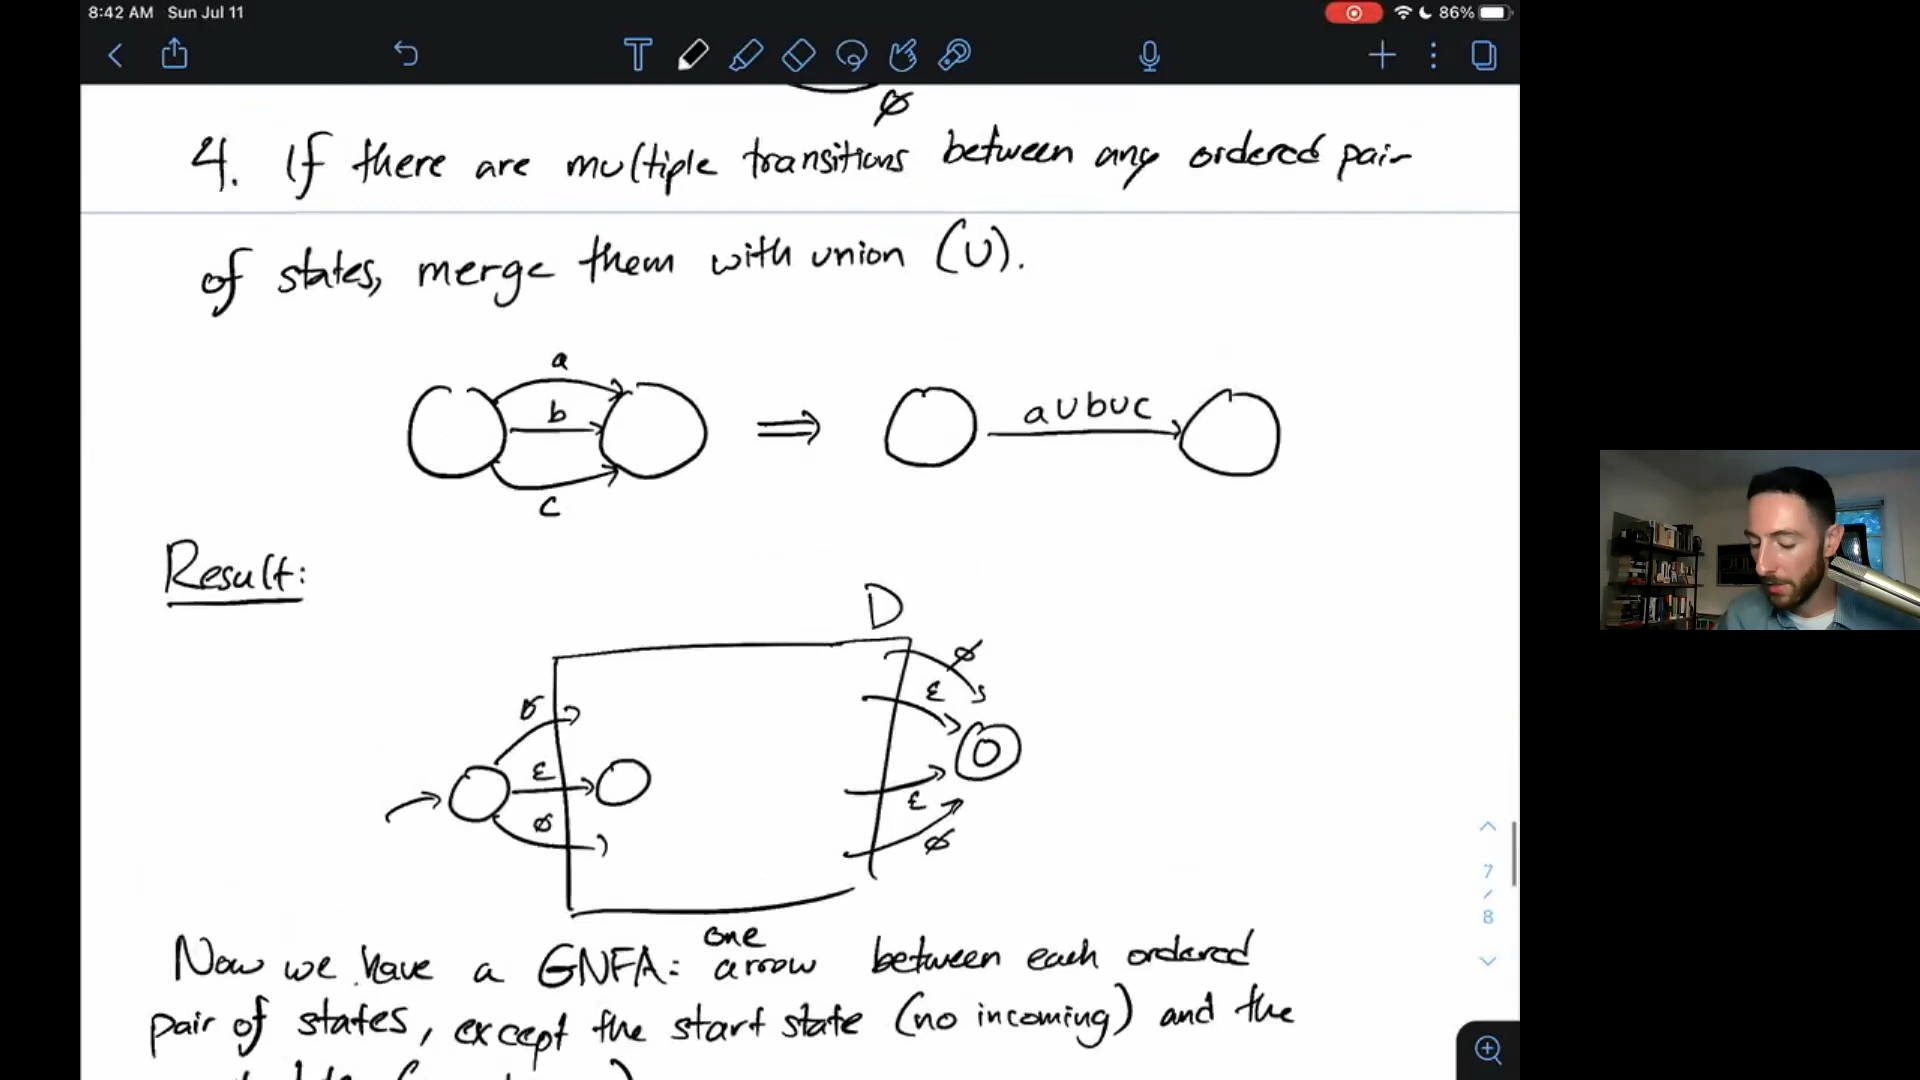 8:42 AM Sun Jul 11
86%
T
∅
4. If there are multiple transitions between any ordered pair
of states, merge them with union (∪).
a
b
c
⟹
a∪b∪c
Result:
D
∅
ε
∅
ε
∅
ε
∅
7
/
8
one
Now we have a GNFA: arrow between each ordered
pair of states, except the start state (no incoming) and the